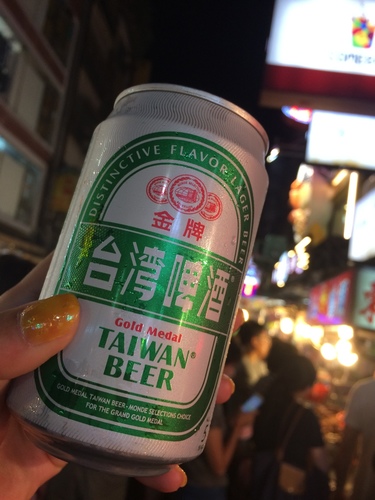 DISTINCTIVE FLAVOR LAGER BEER
金牌
台湾啤酒
Gold Medal
TAIWAN®
BEER
GOLD MEDAL TAIWAN BEER - MONDE SELECTIONS CHOICE
FOR THE GRAND GOLD MEDAL